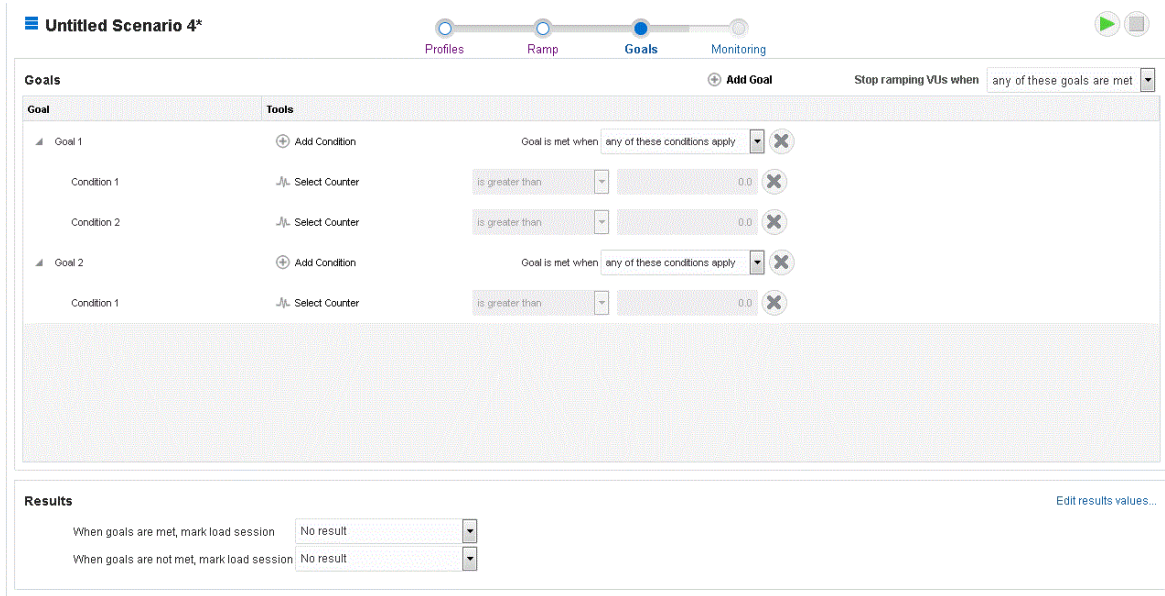 Untitled Scenario 4*
Profiles Ramp Goals Monitoring
Goals Add Goal Stop ramping VUs when any of these goals are met
Goal Tools
Goal 1 Add Condition Goal is met when any of these conditions apply
Condition 1 Select Counter is greater than 0.0
Condition 2 Select Counter is greater than 0.0
Goal 2 Add Condition Goal is met when any of these conditions apply
Condition 1 Select Counter is greater than 0.0
Results Edit results values...
When goals are met, mark load session No result
When goals are not met, mark load session No result